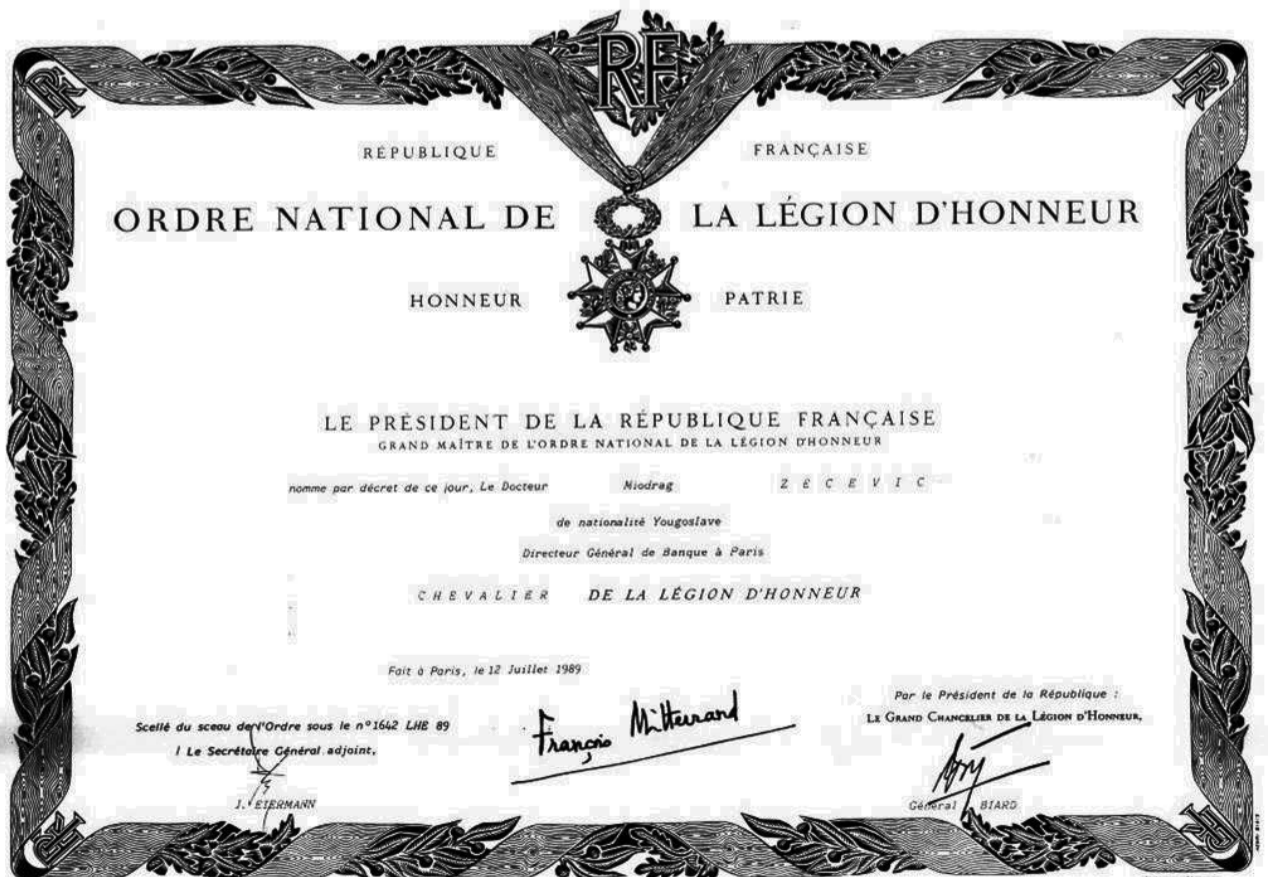 RF
RF
RF
RÉPUBLIQUE FRANÇAISE
ORDRE NATIONAL DE LA LÉGION D'HONNEUR
HONNEUR PATRIE
LE PRÉSIDENT DE LA RÉPUBLIQUE FRANÇAISE
GRAND MAÎTRE DE L'ORDRE NATIONAL DE LA LÉGION D'HONNEUR
nomme par décret de ce jour, Le Docteur Miodrag ZECEVIC
de nationalité Yougoslave
Directeur Général de Banque à Paris
CHEVALIER DE LA LÉGION D'HONNEUR
Fait à Paris, le 12 Juillet 1989
Par le Président de la République :
LE GRAND CHANCELIER DE LA LÉGION D'HONNEUR,
Scellé du sceau de l'Ordre sous le n°1642 LHE 89
Le Secrétaire Général adjoint,
François Mitterrand
J. EIERMANN
Général BIARD
RF
RF